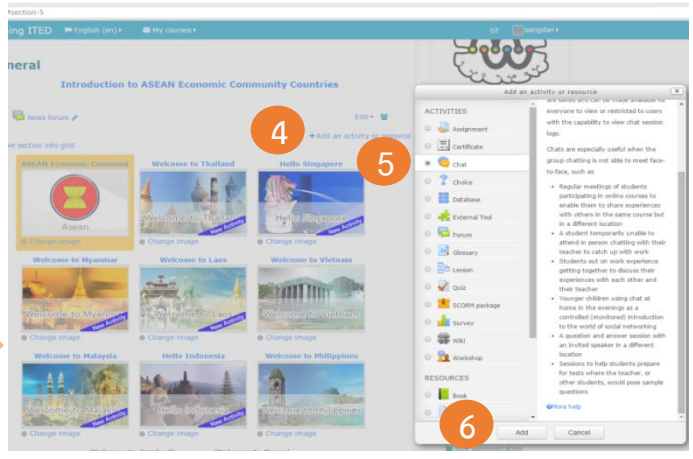 #section-5
ing ITED English (en) My courses saingdan
neral
Introduction to ASEAN Economic Community Countries
News forum Edit
4
+Add an activity or resource
5
ve section into grid
ASEAN Economic Communit Welcome to Thailand Hello Singapore
Asean Welcome to Thailand New Activity Hello Singapore New Activity
Change image Change image Change image
Welcome to Myanmar Welcome to Laos Welcome to Vietnam
Welcome to Myanmar New Activity Welcome to Laos New Activity Welcome to Vietnam
Change image Change image Change image
Welcome to Malaysia Hello Indonesia Welcome to Philippines
Welcome to Malaysia New Activity Hello Indonesia Welcome to Philippines
Change image Change image Change image
Add an activity or resource
ACTIVITIES
Assignment
Certificate
Chat
Choice
Database
External Tool
Forum
Glossary
Lesson
Quiz
SCORM package
Survey
Wiki
Workshop
RESOURCES
Book
are saved and can be made available for
everyone to view or restricted to users
with the capability to view chat session
logs.
Chats are especially useful when the
group chatting is not able to meet face-
to-face, such as
Regular meetings of students
participating in online courses to
enable them to share experiences
with others in the same course but
in a different location
A student temporarily unable to
attend in person chatting with their
teacher to catch up with work
Students out on work experience
getting together to discuss their
experiences with each other and
their teacher
Younger children using chat at
home in the evenings as a
controlled (monitored) introduction
to the world of social networking
A question and answer session with
an invited speaker in a different
location
Sessions to help students prepare
for tests where the teacher, or
other students, would pose sample
questions
More help
6
Add Cancel